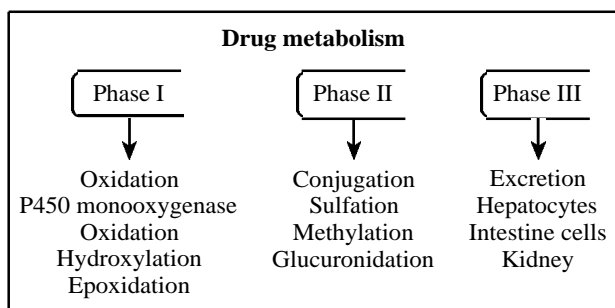 Drug metabolism
Phase I
Phase II
Phase III
Oxidation
P450 monooxygenase
Oxidation
Hydroxylation
Epoxidation
Conjugation
Sulfation
Methylation
Glucuronidation
Excretion
Hepatocytes
Intestine cells
Kidney